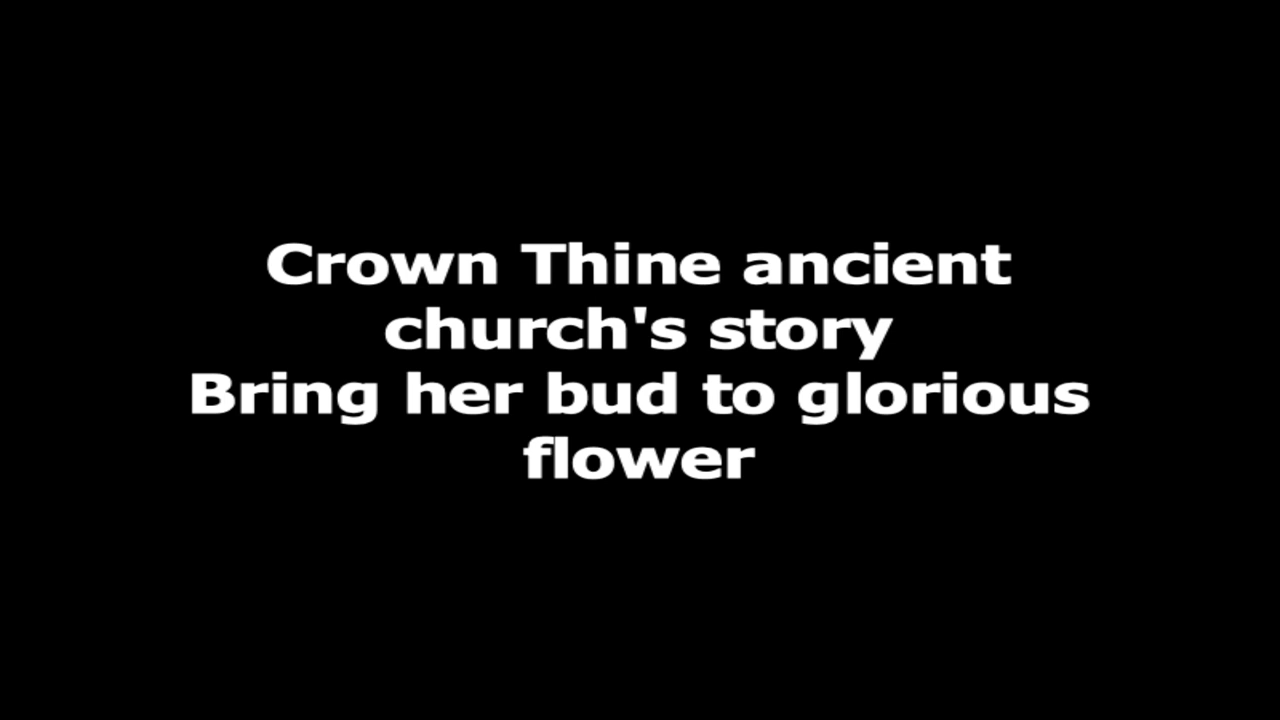 Crown Thine ancient
church's story
Bring her bud to glorious
flower